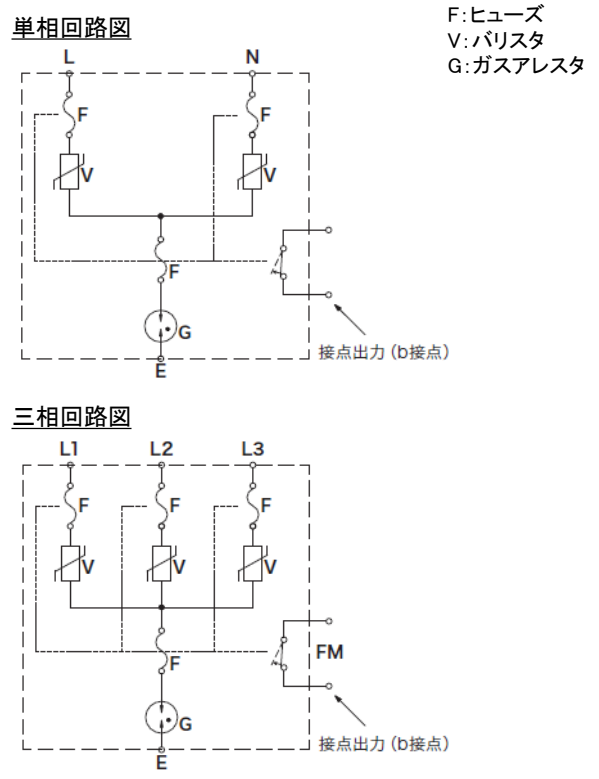 単相回路図
F:ヒューズ
V:バリスタ
G:ガスアレスタ
L N
F F
V V
F
G
接点出力 (b接点)
E
三相回路図
L1 L2 L3
F F F
V V V
F FM
G
接点出力 (b接点)
E